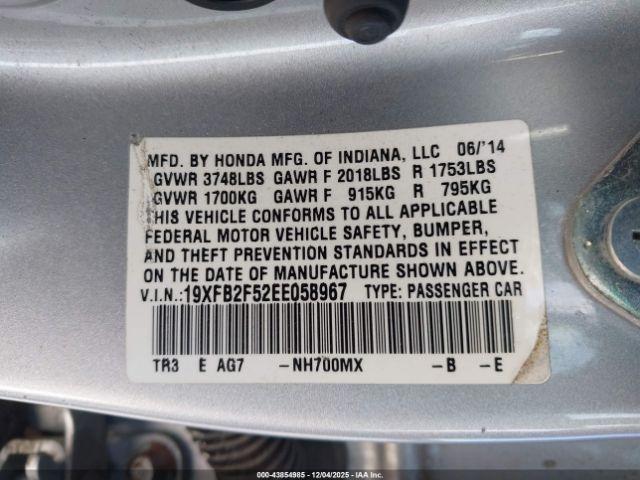 MFD. BY HONDA MFG. OF INDIANA, LLC 06/'14
GVWR 3748LBS GAWR F 2018LBS R 1753LBS
GVWR 1700KG GAWR F 915KG R 795KG
THIS VEHICLE CONFORMS TO ALL APPLICABLE
FEDERAL MOTOR VEHICLE SAFETY, BUMPER,
AND THEFT PREVENTION STANDARDS IN EFFECT
ON THE DATE OF MANUFACTURE SHOWN ABOVE.
V.I.N.:19XFB2F52EE058967 TYPE: PASSENGER CAR
TR3 E AG7 -NH700MX -B -E
000-43854985 - 12/04/2025 - IAA Inc.